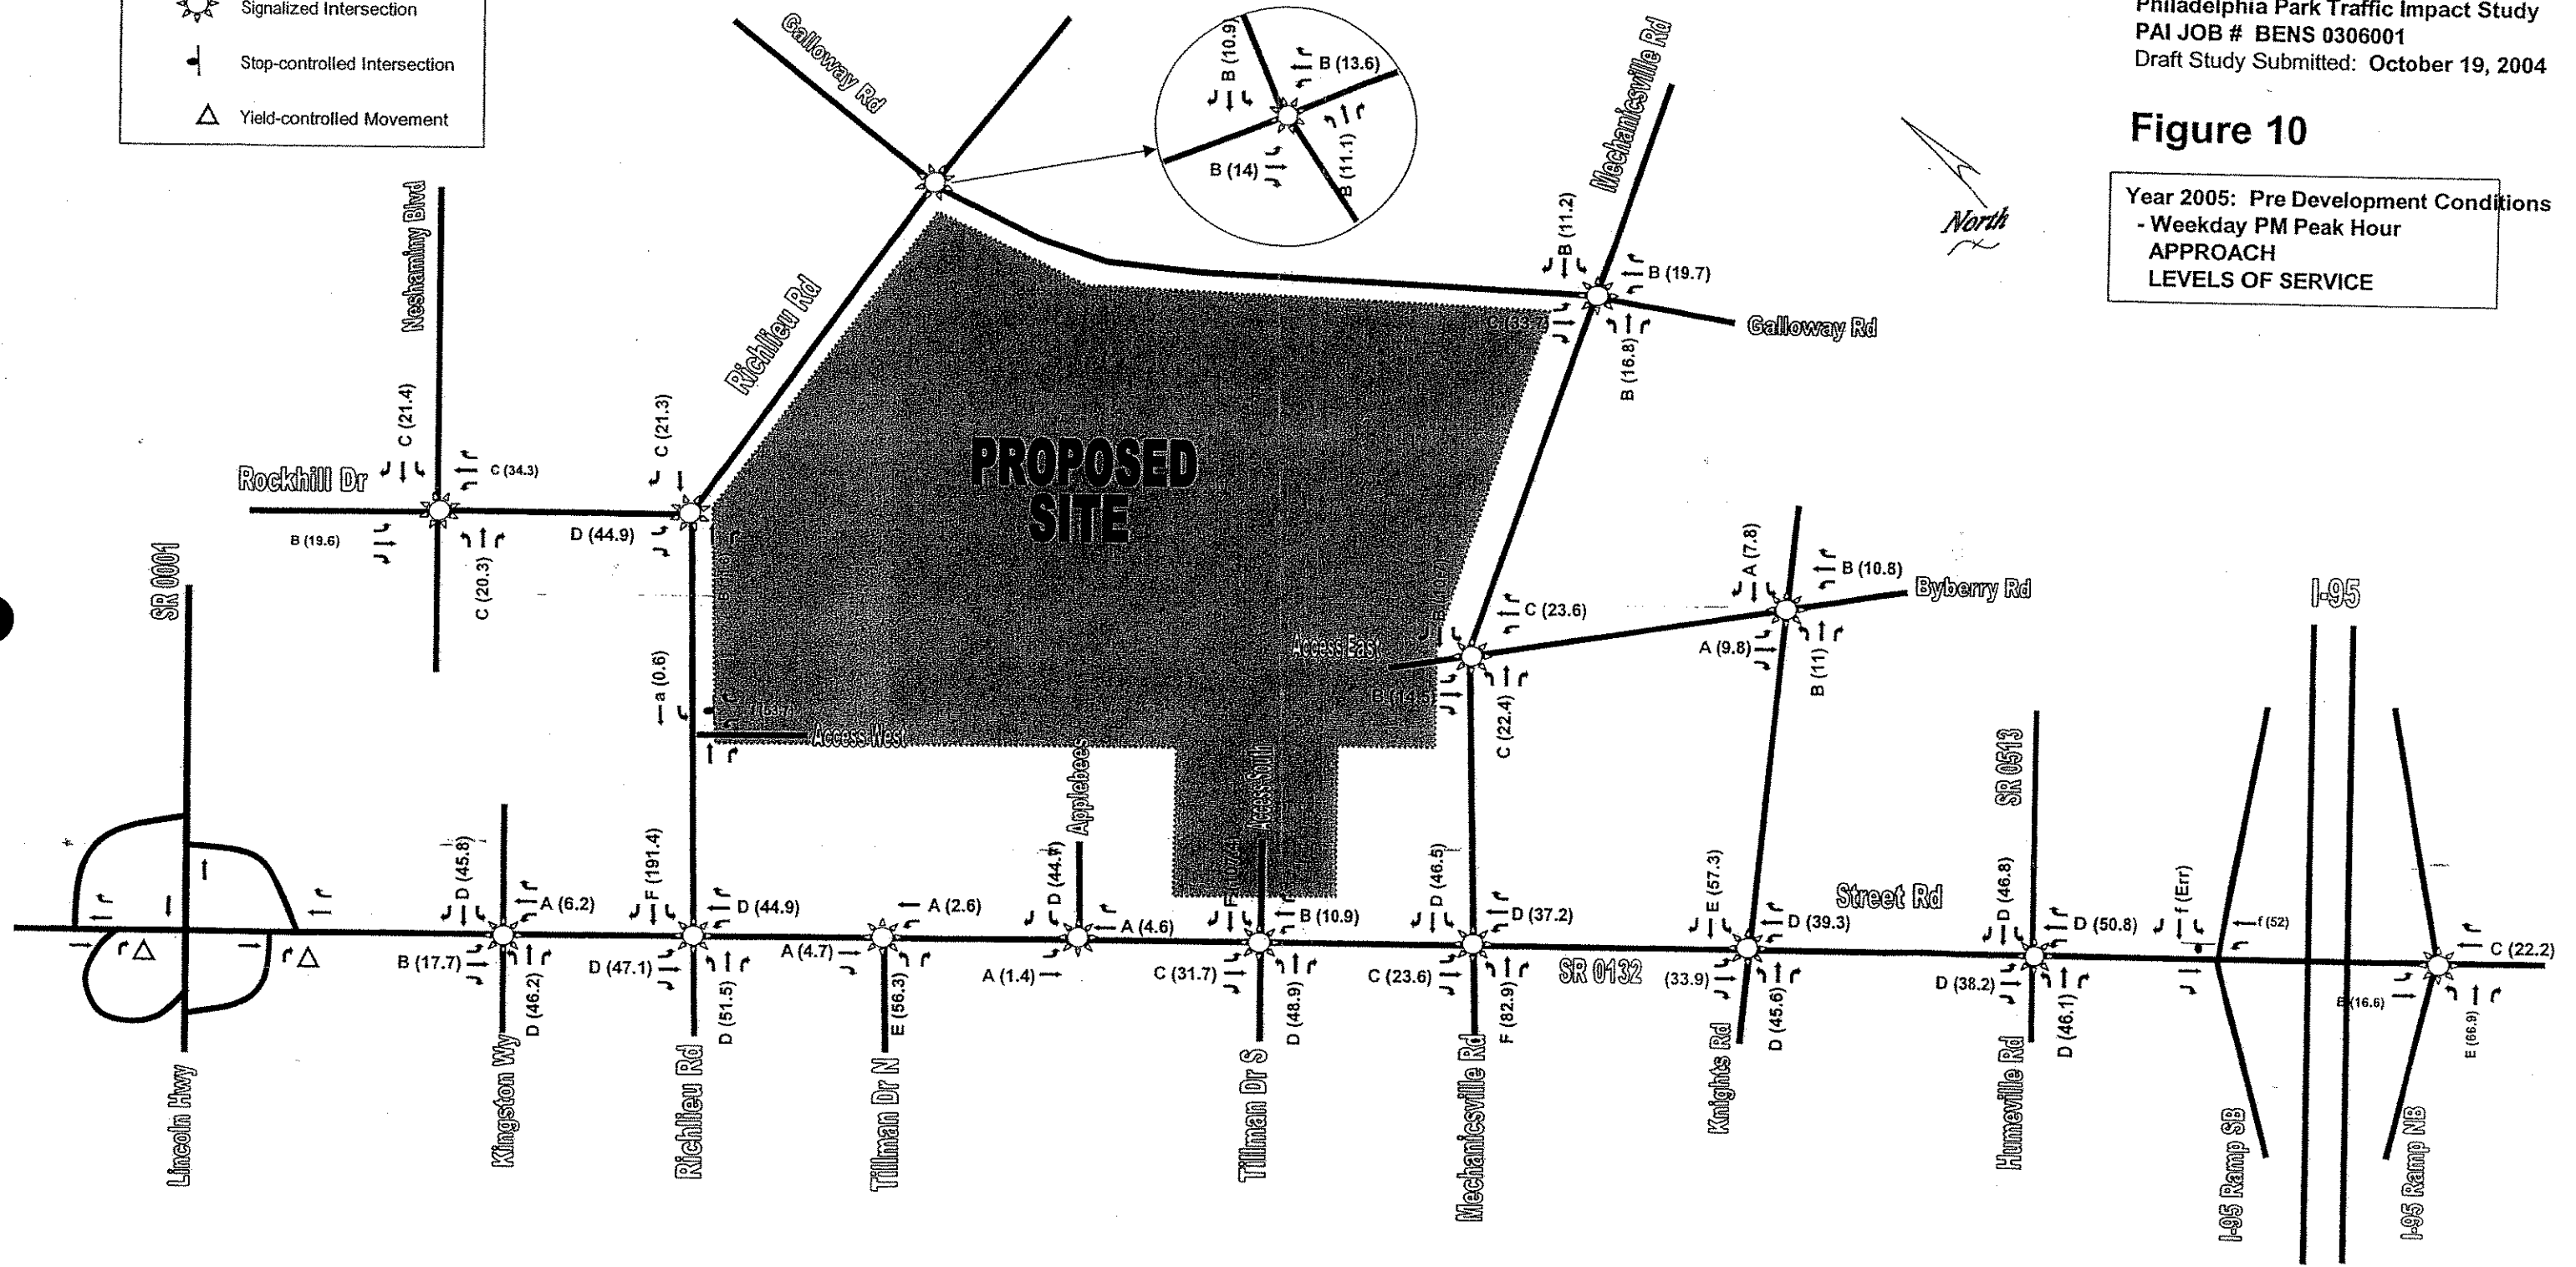 Signalized Intersection
Stop-controlled Intersection
Yield-controlled Movement
Philadelphia Park Traffic Impact Study
PAI JOB # BENS 0306001
Draft Study Submitted: October 19, 2004
Figure 10
Year 2005: Pre Development Conditions
- Weekday PM Peak Hour
APPROACH
LEVELS OF SERVICE
North
Galloway Rd
B (10.9)
B (13.6)
B (14)
B (11.1)
Mechanicsville Rd
B (11.2)
B (19.7)
C (33.7)
B (16.8)
Galloway Rd
Neshaminy Blvd
Richlieu Rd
C (21.4)
C (34.3)
Rockhill Dr
B (19.6)
C (20.3)
C (21.3)
D (44.9)
PROPOSED
SITE
SR 0001
a (0.6)
Access West
Access East
C (23.6)
B (14.5)
C (22.4)
A (7.8)
B (10.8)
Byberry Rd
A (9.8)
B (11)
I-95
SR 0513
Applebees
Access South
D (45.8)
A (6.2)
B (17.7)
D (46.2)
F (191.4)
D (44.9)
D (47.1)
D (51.5)
A (2.6)
A (4.7)
E (56.3)
D (44.7)
A (4.6)
A (1.4)
B (10.9)
C (31.7)
D (48.9)
D (46.5)
D (37.2)
C (23.6)
F (82.9)
SR 0132
E (57.3)
D (39.3)
(33.9)
D (45.6)
Street Rd
D (46.8)
D (50.8)
D (38.2)
D (46.1)
f (Err)
f (52)
C (22.2)
B (16.6)
E (66.9)
Lincoln Hwy
Kingston Wy
Richlieu Rd
Tillman Dr N
Tillman Dr S
Mechanicsville Rd
Knights Rd
Humeville Rd
I-95 Ramp SB
I-95 Ramp NB